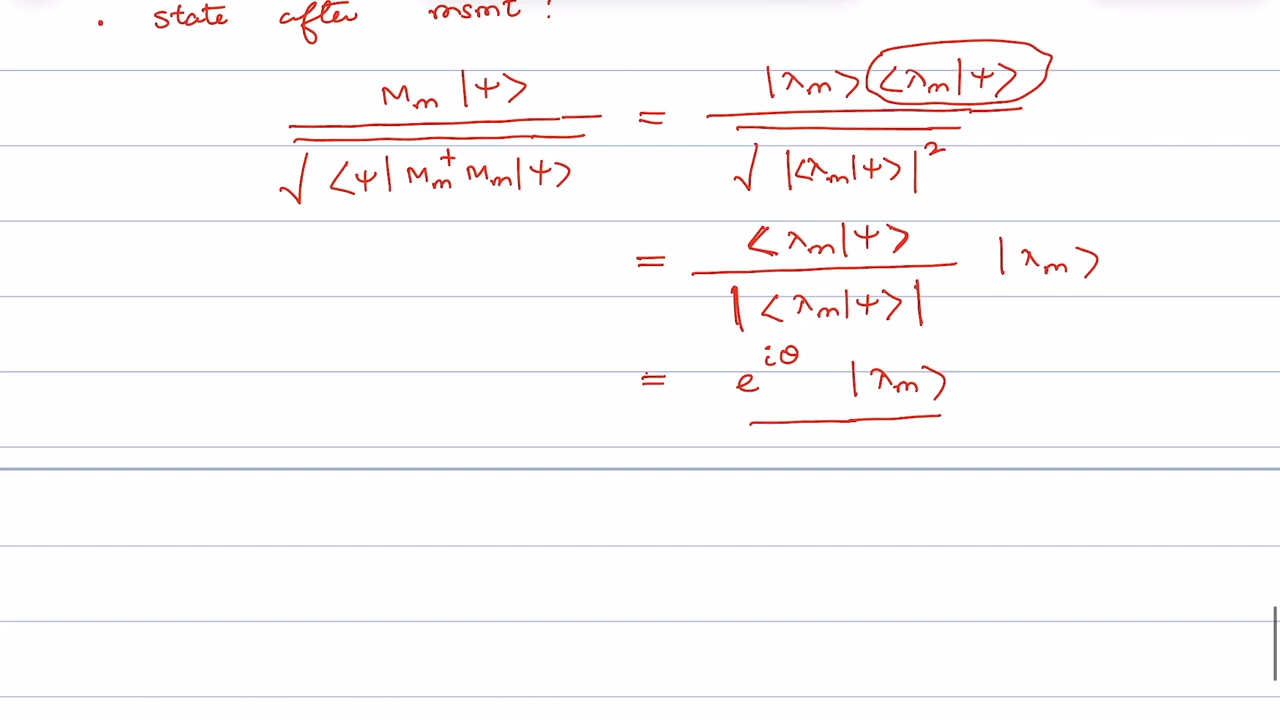 . state after msmt :
M_m |ψ> / √<ψ| M_m^† M_m |ψ> = |λ_m> <λ_m|ψ> / √|<λ_m|ψ>|^2
= <λ_m|ψ> / |<λ_m|ψ>| |λ_m>
= e^{iθ} |λ_m>